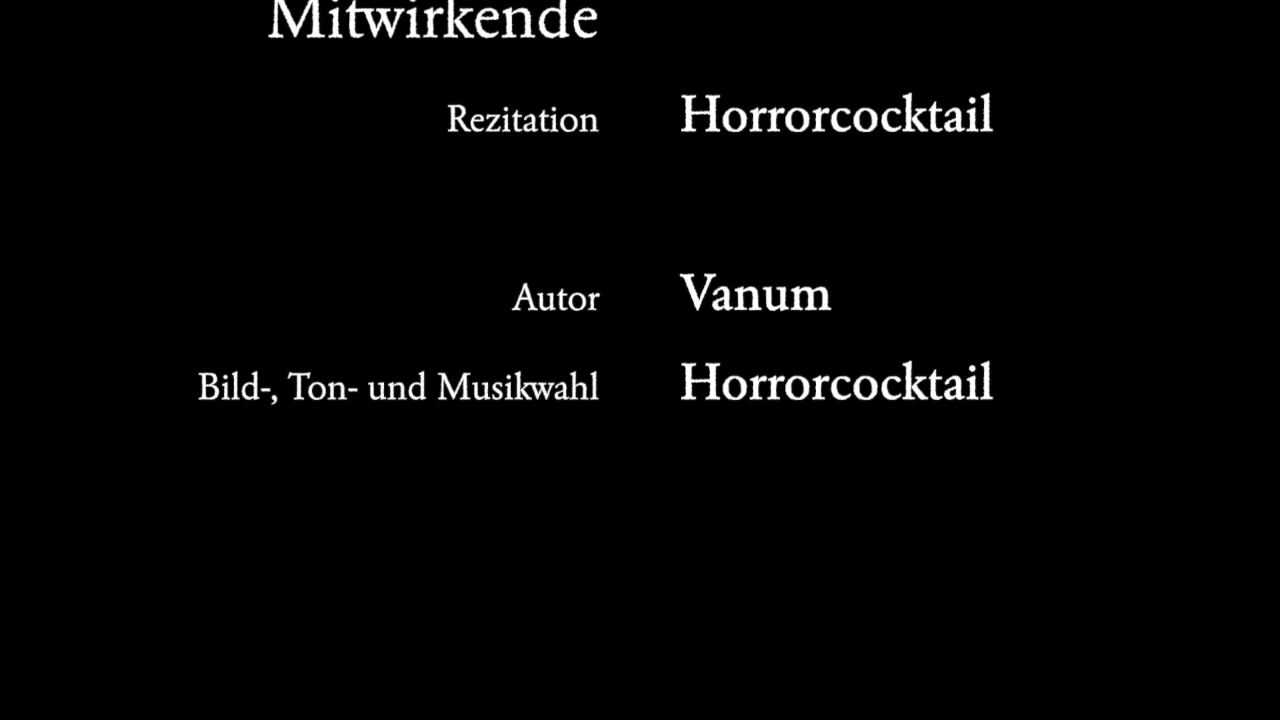 Mitwirkende
Rezitation Horrorcocktail
Autor Vanum
Bild-, Ton- und Musikwahl Horrorcocktail